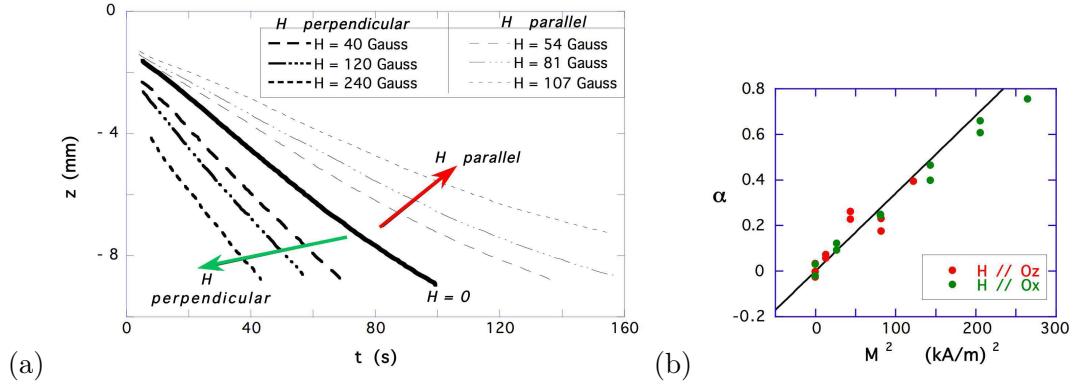 H perpendicular H parallel
H = 40 Gauss H = 54 Gauss
H = 120 Gauss H = 81 Gauss
H = 240 Gauss H = 107 Gauss
0
- 4
- 8
z (mm)
H parallel
H
perpendicular
H = 0
0 40 80 120 160
t (s)
(a)
0.8
0.6
0.4
0.2
0
-0.2
α
H // Oz
H // Ox
0 100 200 300
M ² (kA/m) ²
(b)